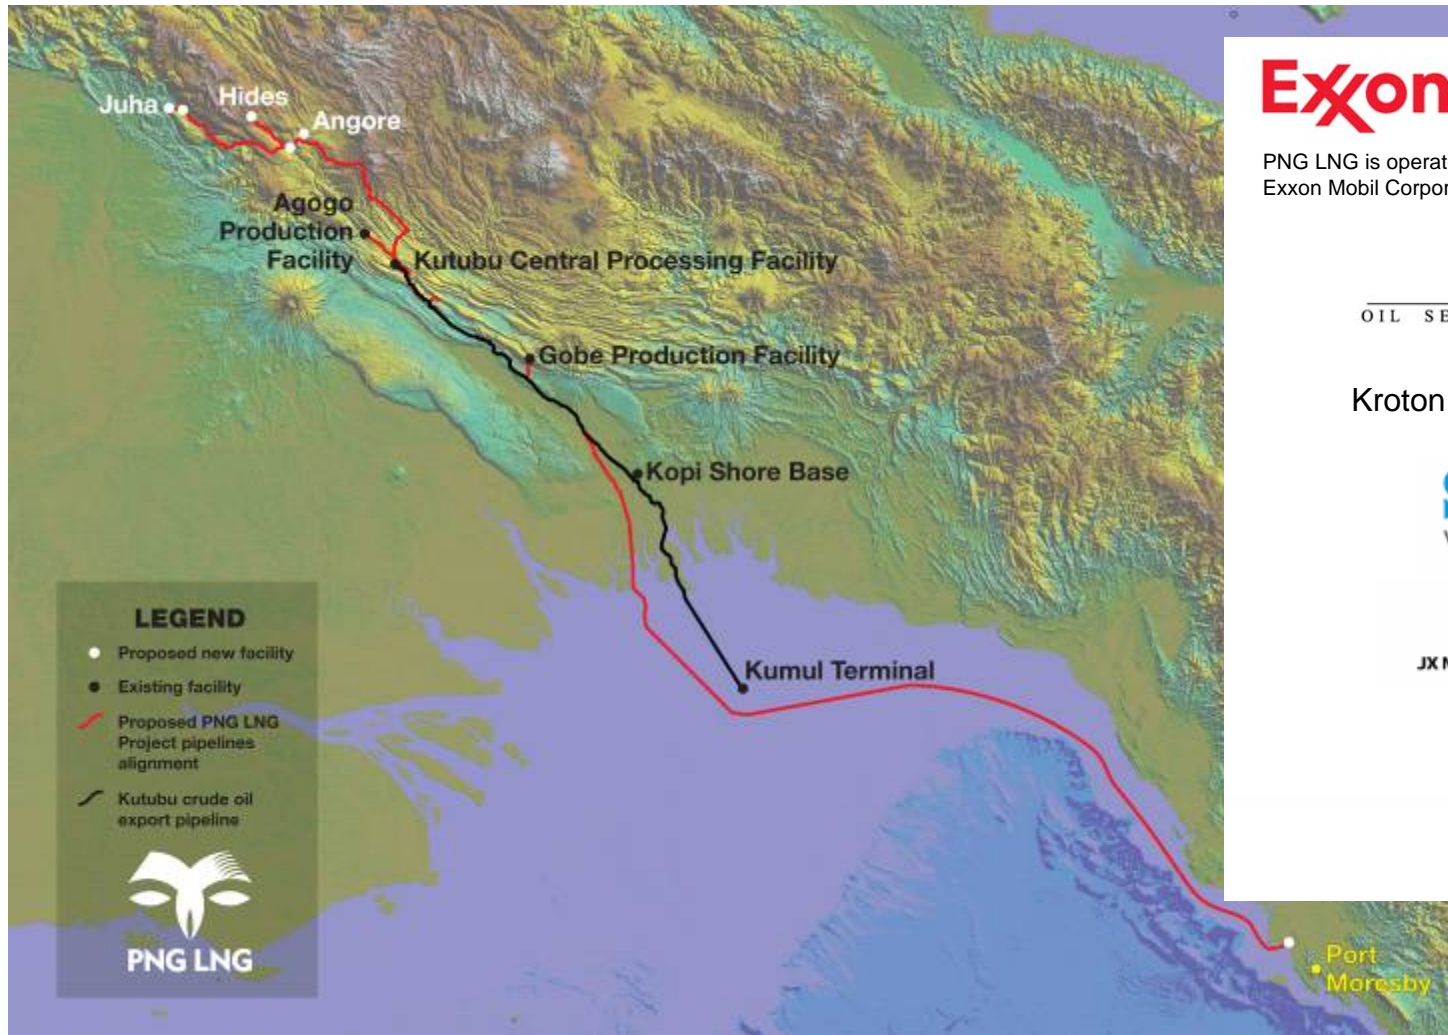 Juha
Hides
Angore
Agogo
Production
Facility
Kutubu Central Processing Facility
Gobe Production Facility
Kopi Shore Base
Kumul Terminal
Port
Moresby
LEGEND
Proposed new facility
Existing facility
Proposed PNG LNG
Project pipelines
alignment
Kutubu crude oil
export pipeline
PNG LNG
Exxon
PNG LNG is operat
Exxon Mobil Corpor
OIL SE
Kroton
JX